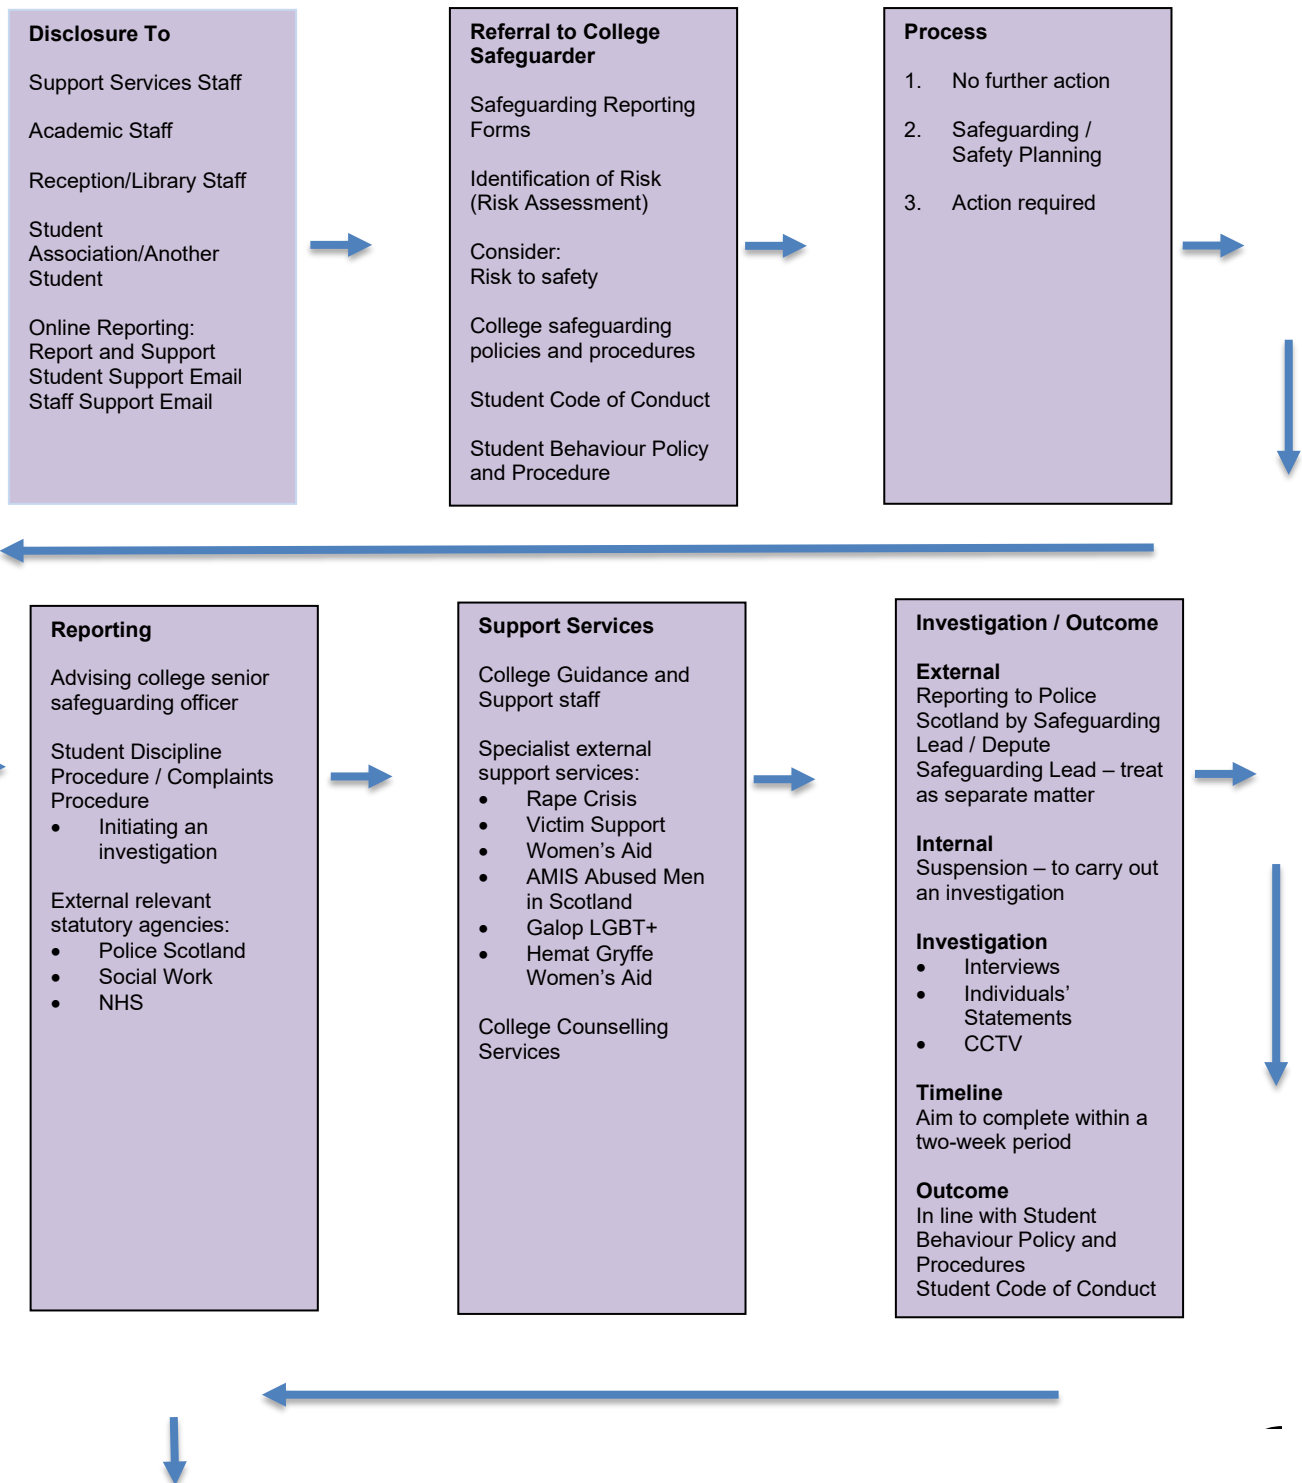 Disclosure To
Support Services Staff
Academic Staff
Reception/Library Staff
Student
Association/Another
Student
Online Reporting:
Report and Support
Student Support Email
Staff Support Email
Referral to College
Safeguarder
Safeguarding Reporting
Forms
Identification of Risk
(Risk Assessment)
Consider:
Risk to safety
College safeguarding
policies and procedures
Student Code of Conduct
Student Behaviour Policy
and Procedure
Process
1. No further action
2. Safeguarding /
Safety Planning
3. Action required
Reporting
Advising college senior
safeguarding officer
Student Discipline
Procedure / Complaints
Procedure
• Initiating an
investigation
External relevant
statutory agencies:
• Police Scotland
• Social Work
• NHS
Support Services
College Guidance and
Support staff
Specialist external
support services:
• Rape Crisis
• Victim Support
• Women’s Aid
• AMIS Abused Men
in Scotland
• Galop LGBT+
• Hemat Gryffe
Women’s Aid
College Counselling
Services
Investigation / Outcome
External
Reporting to Police
Scotland by Safeguarding
Lead / Depute
Safeguarding Lead – treat
as separate matter
Internal
Suspension – to carry out
an investigation
Investigation
• Interviews
• Individuals’
Statements
• CCTV
Timeline
Aim to complete within a
two-week period
Outcome
In line with Student
Behaviour Policy and
Procedures
Student Code of Conduct